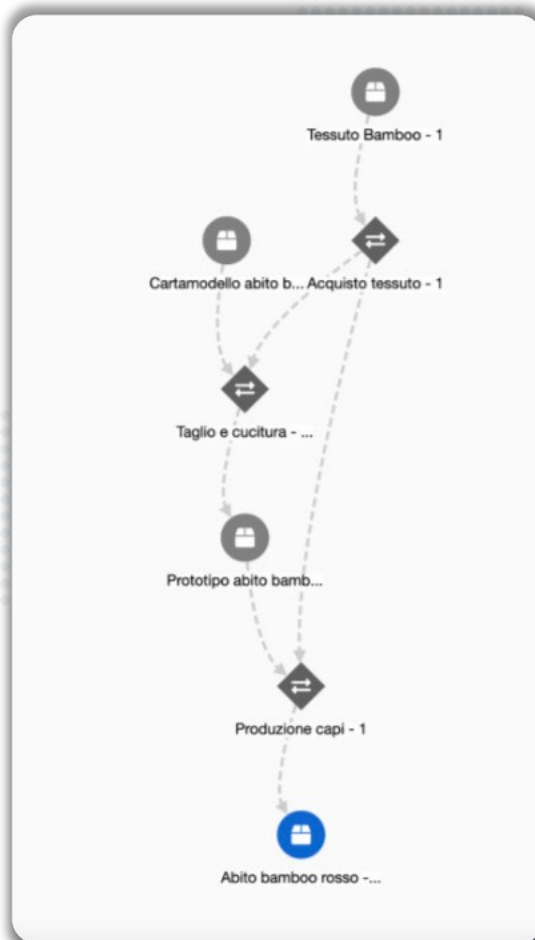 Tessuto Bamboo - 1
Cartamodello abito b... Acquisto tessuto - 1
Taglio e cucitura - ...
Prototipo abito bamb...
Produzione capi - 1
Abito bamboo rosso -...